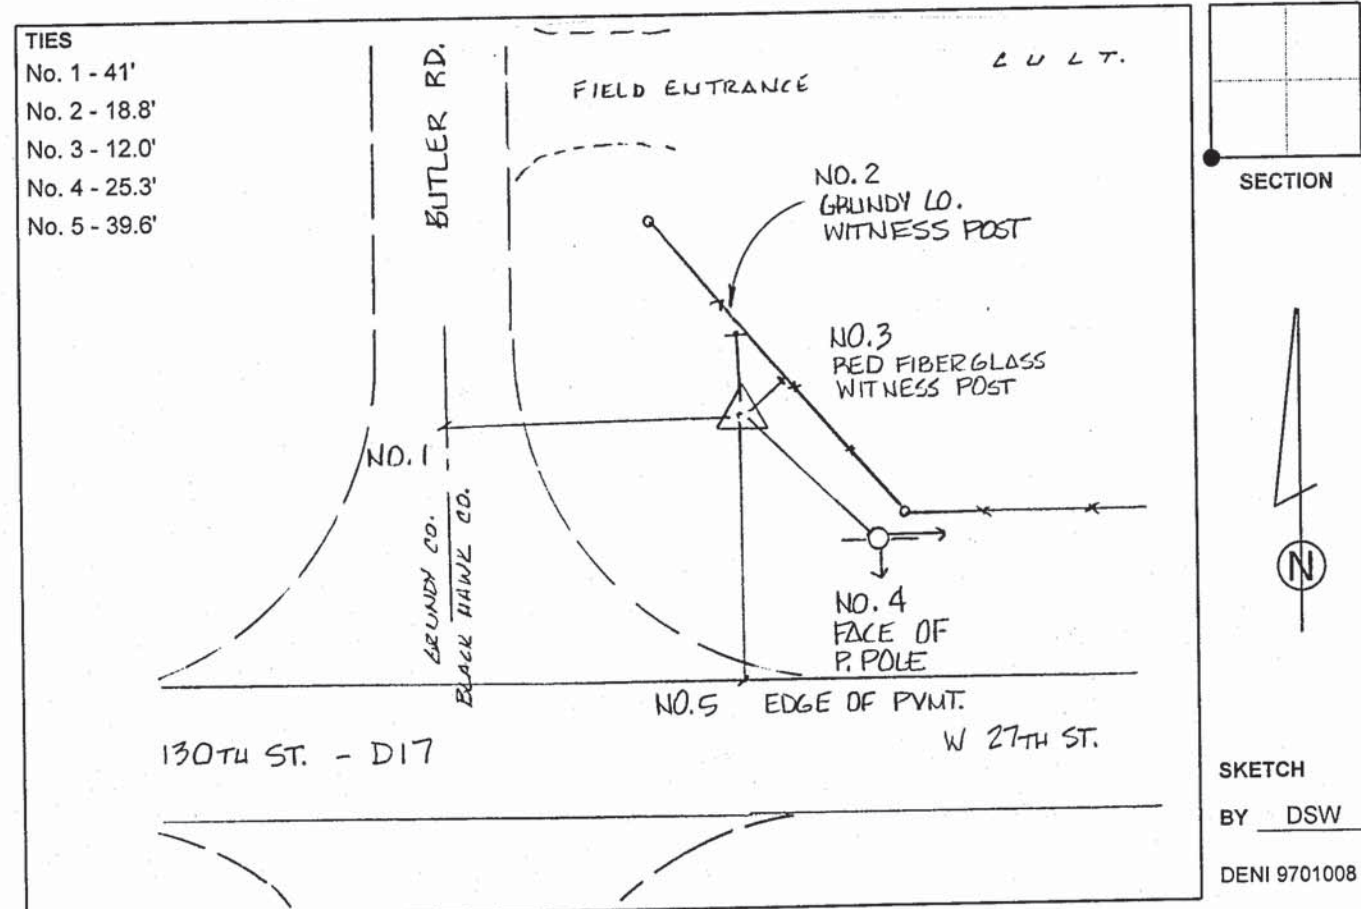 TIES
No. 1 - 41'
No. 2 - 18.8'
No. 3 - 12.0'
No. 4 - 25.3'
No. 5 - 39.6'
BUTLER RD.
FIELD ENTRANCE
CULT.
NO. 2
GRUNDY CO.
WITNESS POST
NO. 3
RED FIBERGLASS
WITNESS POST
NO. 1
GRUNDY CO.
BLACK HAWK CO.
NO. 4
FACE OF
P. POLE
NO. 5 EDGE OF PVMT.
130TH ST. - D17
W 27TH ST.
SECTION
N
SKETCH
BY DSW
DENI 9701008